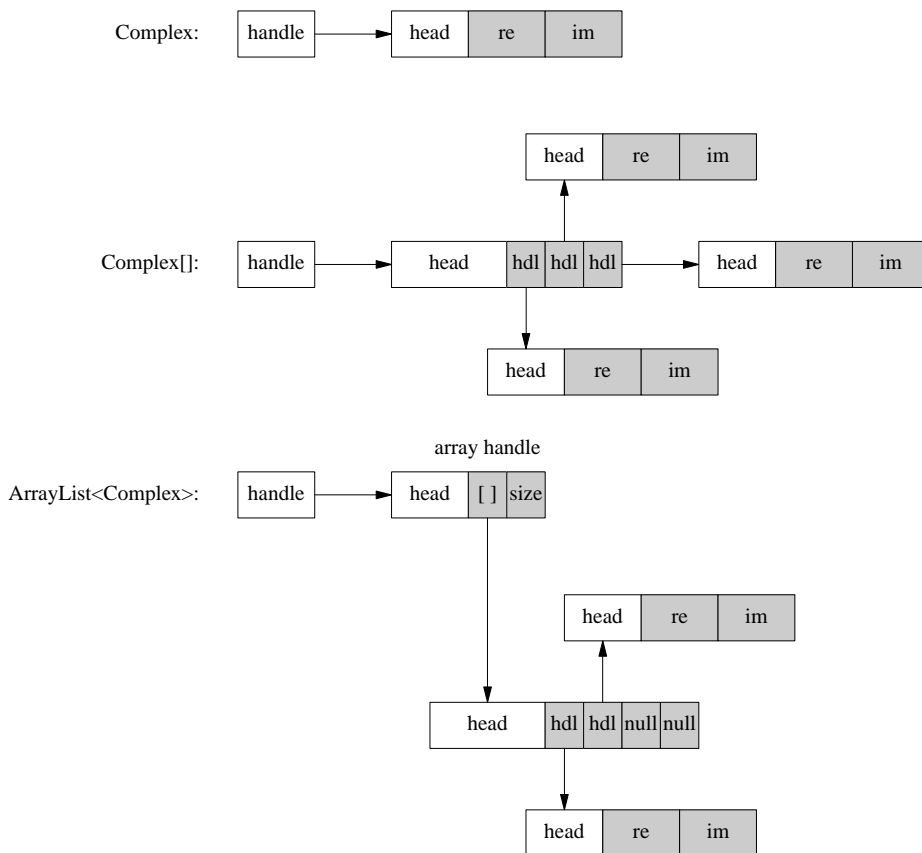 Complex: handle head re im
head re im
Complex[]: handle head hdl hdl hdl head re im
head re im
array handle
ArrayList<Complex>: handle head [ ] size
head re im
head hdl hdl null null
head re im